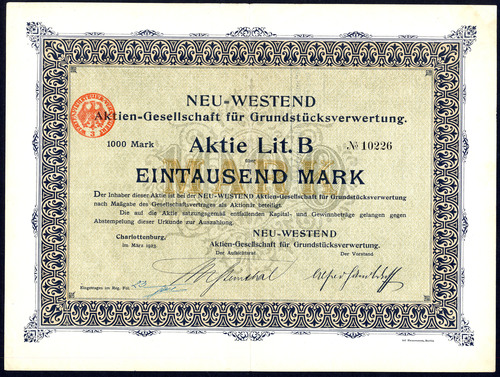 NEU-WESTEND
Aktien-Gesellschaft für Grundstücksverwertung.
1000 Mark
Aktie Lit. B
№ 10226
über
EINTAUSEND MARK
Der Inhaber dieser Aktie ist bei der NEU-WESTEND Aktien-Gesellschaft für Grundstücksverwertung
nach Maßgabe des Gesellschaftsvertrages als Aktionär beteiligt.
Die auf die Aktie satzungsgemäß entfallenden Kapital- und Gewinnbeträge gelangen gegen
Abstempelung dieser Urkunde zur Auszahlung.
Charlottenburg,
im März 1923.
NEU-WESTEND
Aktien-Gesellschaft für Grundstücksverwertung.
Der Aufsichtsrat
Der Vorstand
Eingetragen im Reg. Fol.